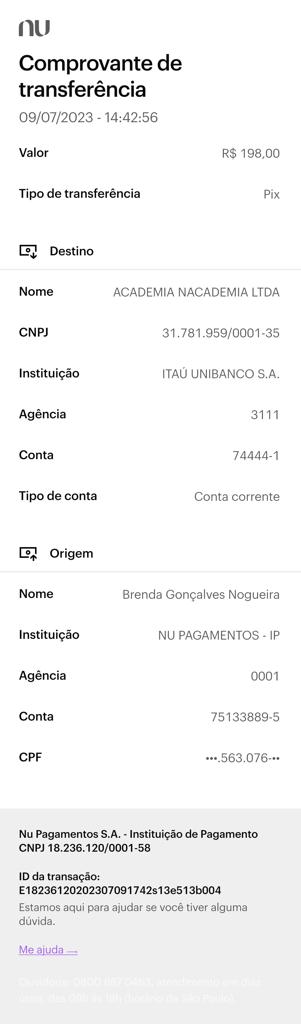 nu
Comprovante de
transferência
09/07/2023 - 14:42:56
Valor R$ 198,00
Tipo de transferência Pix
Destino
Nome ACADEMIA NACADEMIA LTDA
CNPJ 31.781.959/0001-35
Instituição ITAÚ UNIBANCO S.A.
Agência 3111
Conta 74444-1
Tipo de conta Conta corrente
Origem
Nome Brenda Gonçalves Nogueira
Instituição NU PAGAMENTOS - IP
Agência 0001
Conta 75133889-5
CPF •••.563.076-••
Nu Pagamentos S.A. - Instituição de Pagamento
CNPJ 18.236.120/0001-58
ID da transação:
E18236120202307091742s13e513b004
Estamos aqui para ajudar se você tiver alguma
dúvida.
Me ajuda →
Ouvidoria: 0800 887 0463, atendimento em dias
úteis, das 09h às 18h (horário de São Paulo).